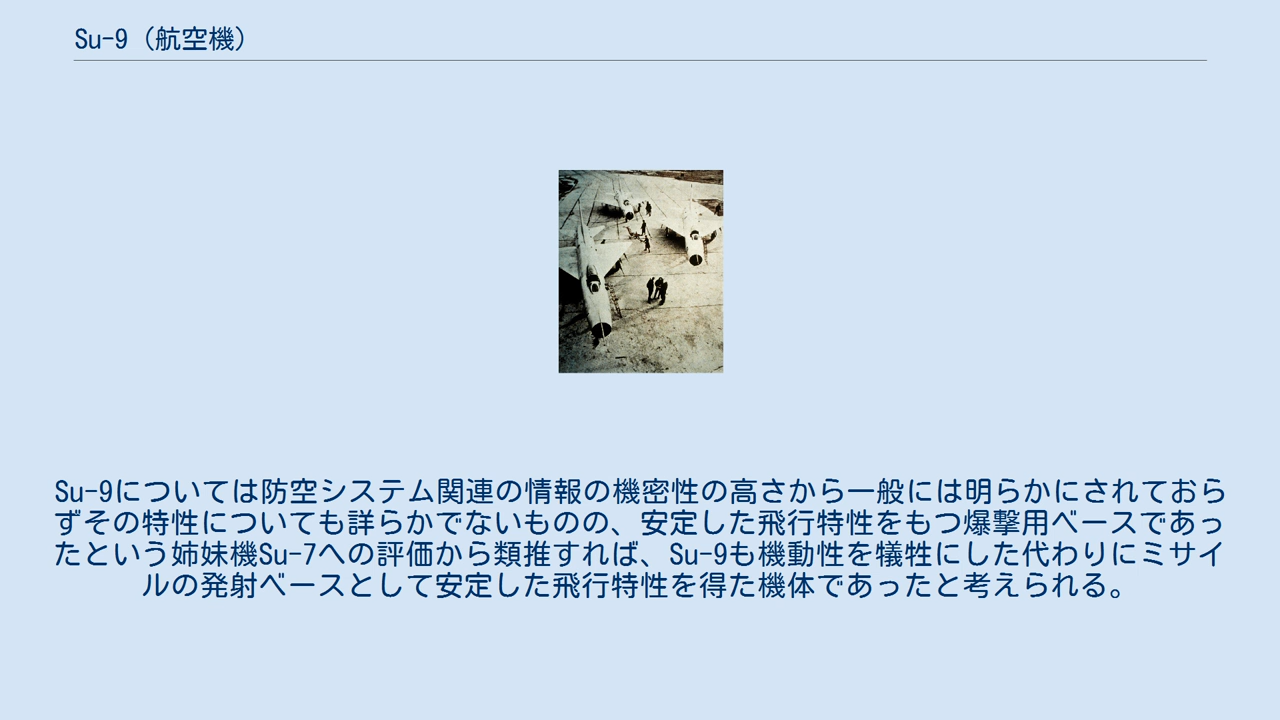 Su-9（航空機）
Su-9については防空システム関連の情報の機密性の高さから一般には明らかにされておら
ずその特性についても詳らかでないものの、安定した飛行特性をもつ爆撃用ベースであっ
たという姉妹機Su-7への評価から類推すれば、Su-9も機動性を犠牲にした代わりにミサイ
ルの発射ベースとして安定した飛行特性を得た機体であったと考えられる。